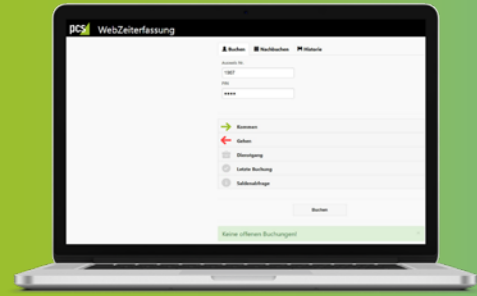 pcs WebZeiterfassung
Buchen Nachbuchen Historie
Ausweis Nr.
1907
PIN
****
Kommen
Gehen
Dienstgang
Letzte Buchung
Saldenabfrage
Buchen
Keine offenen Buchungen!